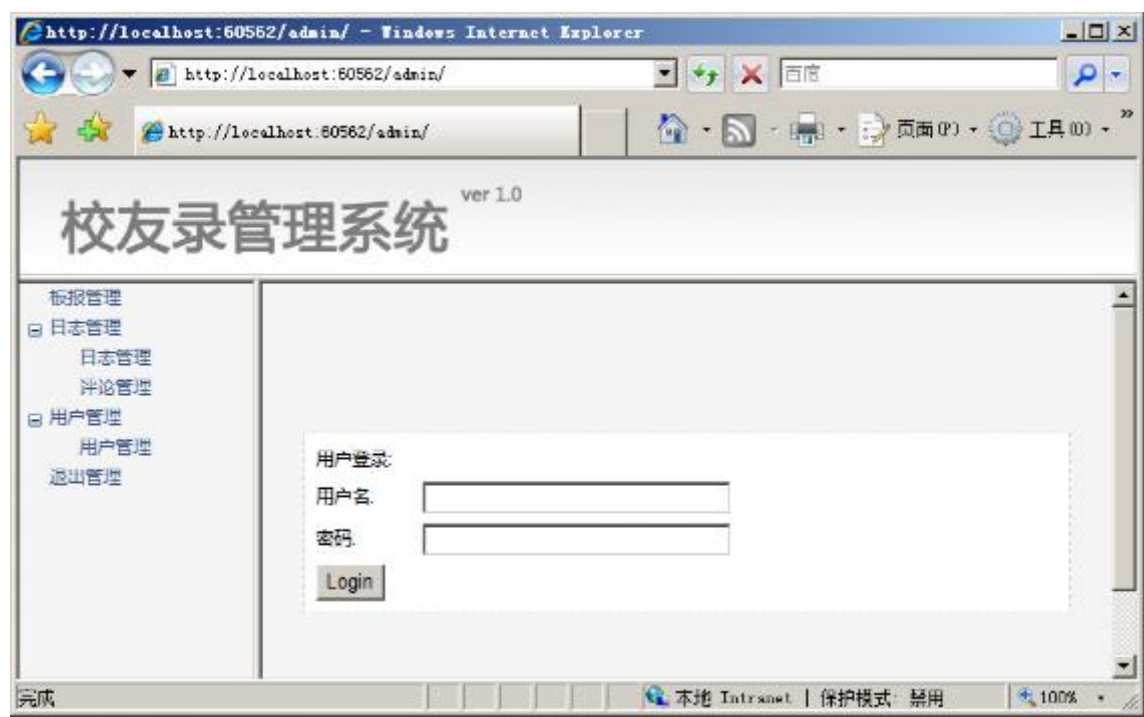 http://localhost:60562/admin/ - Windows Internet Explorer
http://localhost:60562/admin/
百度
http://localhost:60562/admin/
页面(P)
工具(O)
校友录管理系统 ver 1.0
板报管理
日志管理
日志管理
评论管理
用户管理
用户管理
退出管理
用户登录:
用户名:
密码:
Login
完成
本地 Intranet | 保护模式: 禁用
100%